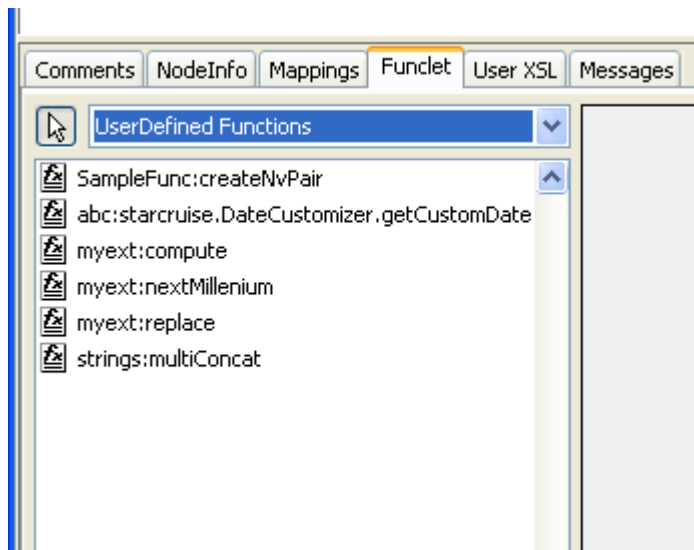 Comments NodeInfo Mappings Funclet User XSL Messages
UserDefined Functions
SampleFunc:createNvPair
abc:starcruise.DateCustomizer.getCustomDate
myext:compute
myext:nextMillenium
myext:replace
strings:multiConcat